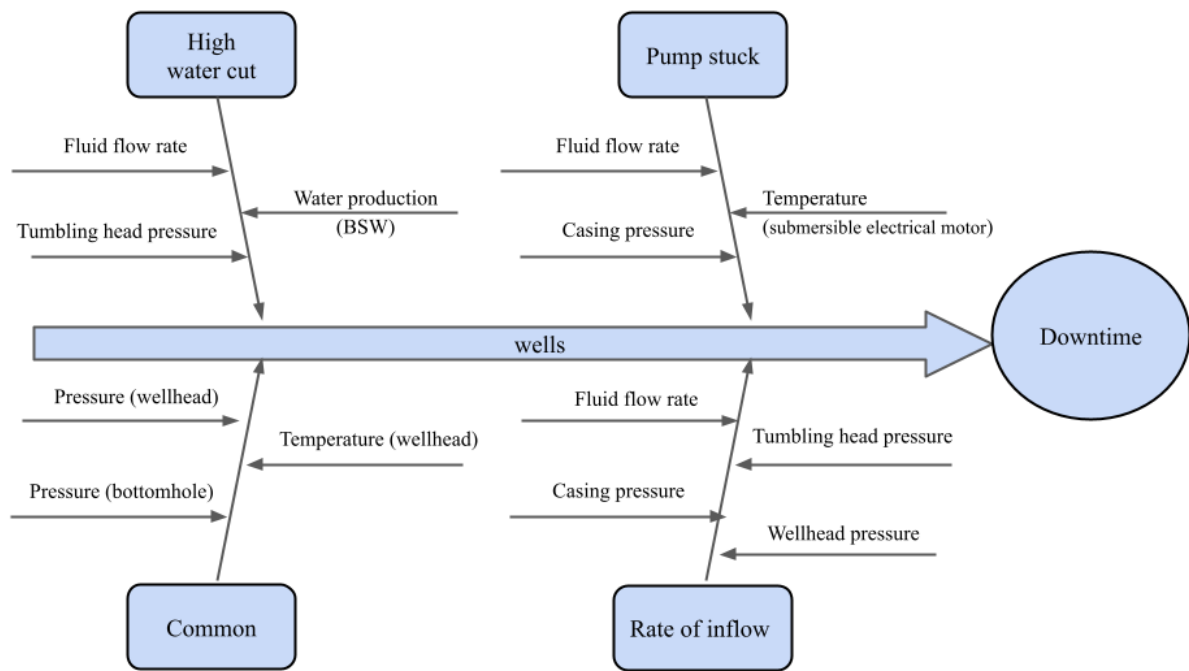 High
water cut
Pump stuck
Fluid flow rate
Water production
(BSW)
Tumbling head pressure
Fluid flow rate
Temperature
(submersible electrical motor)
Casing pressure
wells
Downtime
Pressure (wellhead)
Temperature (wellhead)
Pressure (bottomhole)
Fluid flow rate
Tumbling head pressure
Casing pressure
Wellhead pressure
Common
Rate of inflow